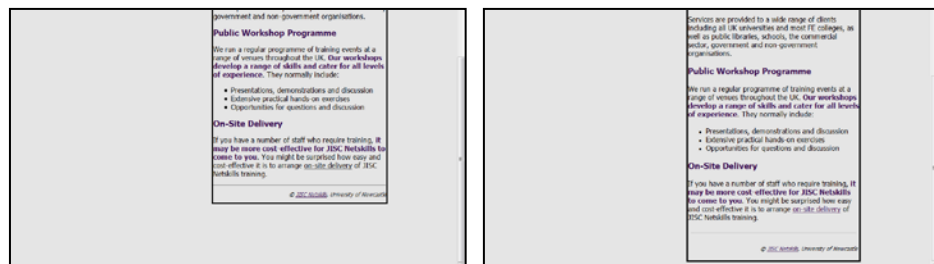 government and non-government organisations.
Public Workshop Programme
We run a regular programme of training events at a
range of venues throughout the UK. Our workshops
develop a range of skills and cater for all levels
of experience. They normally include:
Presentations, demonstrations and discussion
Extensive practical hands-on exercises
Opportunities for questions and discussion
On-Site Delivery
If you have a number of staff who require training, it
may be more cost-effective for JISC Netskills to
come to you. You might be surprised how easy and
cost-effective it is to arrange on-site delivery of JISC
Netskills training.
© JISC Netskills, University of Newcastle
Services are provided to a wide range of clients
including all UK universities and most FE colleges, as
well as public libraries, schools, the commercial
sector, government and non-government
organisations.
Public Workshop Programme
We run a regular programme of training events at a
range of venues throughout the UK. Our workshops
develop a range of skills and cater for all levels
of experience. They normally include:
Presentations, demonstrations and discussion
Extensive practical hands-on exercises
Opportunities for questions and discussion
On-Site Delivery
If you have a number of staff who require training, it
may be more cost-effective for JISC Netskills
to come to you. You might be surprised how easy
and cost-effective it is to arrange on-site delivery of
JISC Netskills training.
© JISC Netskills, University of Newcastle